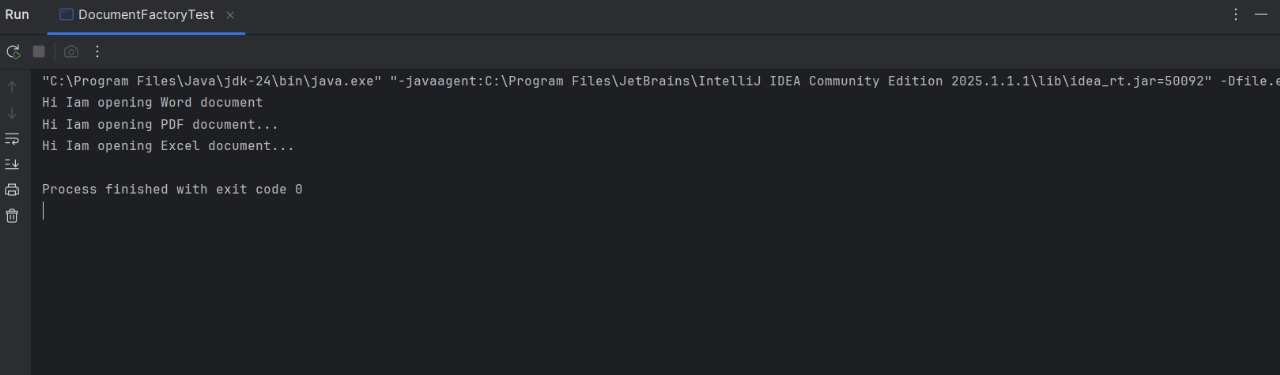 Run DocumentFactoryTest
"C:\Program Files\Java\jdk-24\bin\java.exe" "-javaagent:C:\Program Files\JetBrains\IntelliJ IDEA Community Edition 2025.1.1.1\lib\idea_rt.jar=50092" -Dfile.e
Hi Iam opening Word document
Hi Iam opening PDF document...
Hi Iam opening Excel document...
Process finished with exit code 0